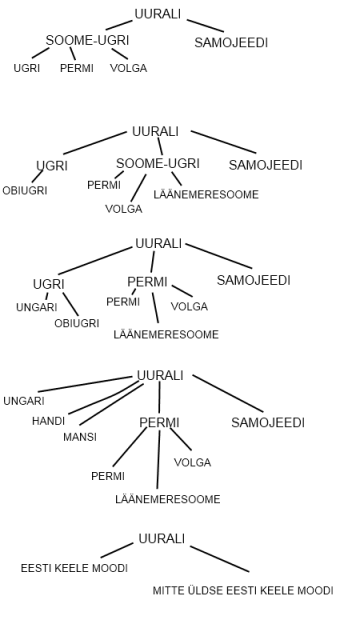 UURALI
SOOME-UGRI SAMOJEEDI
UGRI PERMI VOLGA
UURALI
UGRI SOOME-UGRI SAMOJEEDI
OBIUGRI PERMI LÄÄNEMERESOOME
VOLGA
UURALI
UGRI PERMI SAMOJEEDI
UNGARI PERMI VOLGA
OBIUGRI
LÄÄNEMERESOOME
UURALI
UNGARI
HANDI PERMI SAMOJEEDI
MANSI
VOLGA
PERMI
LÄÄNEMERESOOME
UURALI
EESTI KEELE MOODI
MITTE ÜLDSE EESTI KEELE MOODI